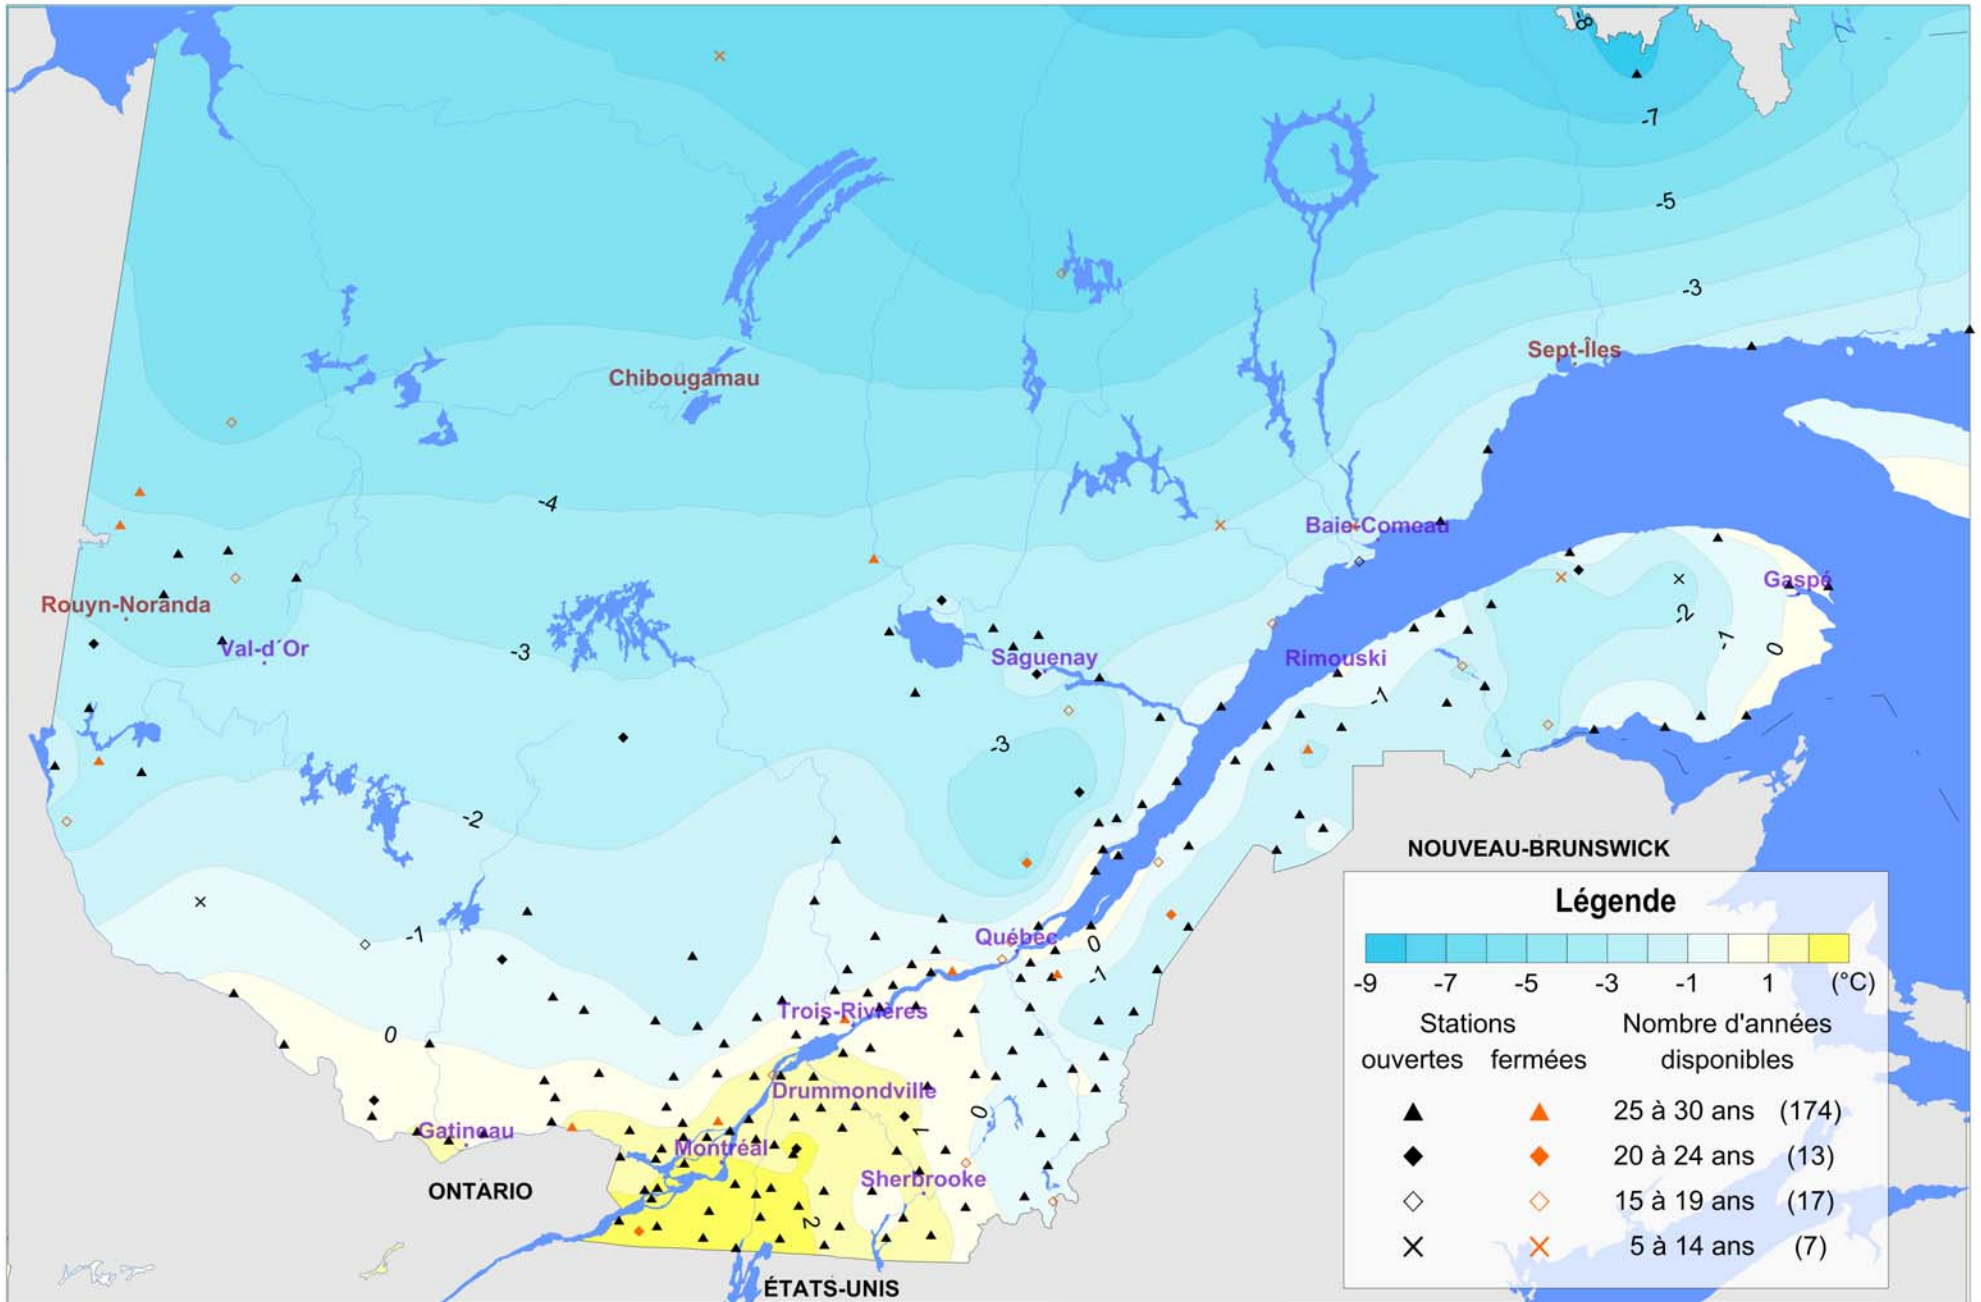 -8
-7
-7
-5
-3
Sept-Îles
Chibougamau
-4
Baie-Comeau
Gaspé
Rouyn-Noranda
-2
-1
0
Val-d'Or
-3
Saguenay
Rimouski
-1
-3
-2
NOUVEAU-BRUNSWICK
-1
Québec
0
-1
0
Trois-Rivières
Drummondville
0
1
Gatineau
Montréal
Sherbrooke
ONTARIO
2
ÉTATS-UNIS
Légende
-9 -7 -5 -3 -1 1 (°C)
Stations Nombre d'années
ouvertes fermées disponibles
25 à 30 ans (174)
20 à 24 ans (13)
15 à 19 ans (17)
5 à 14 ans (7)